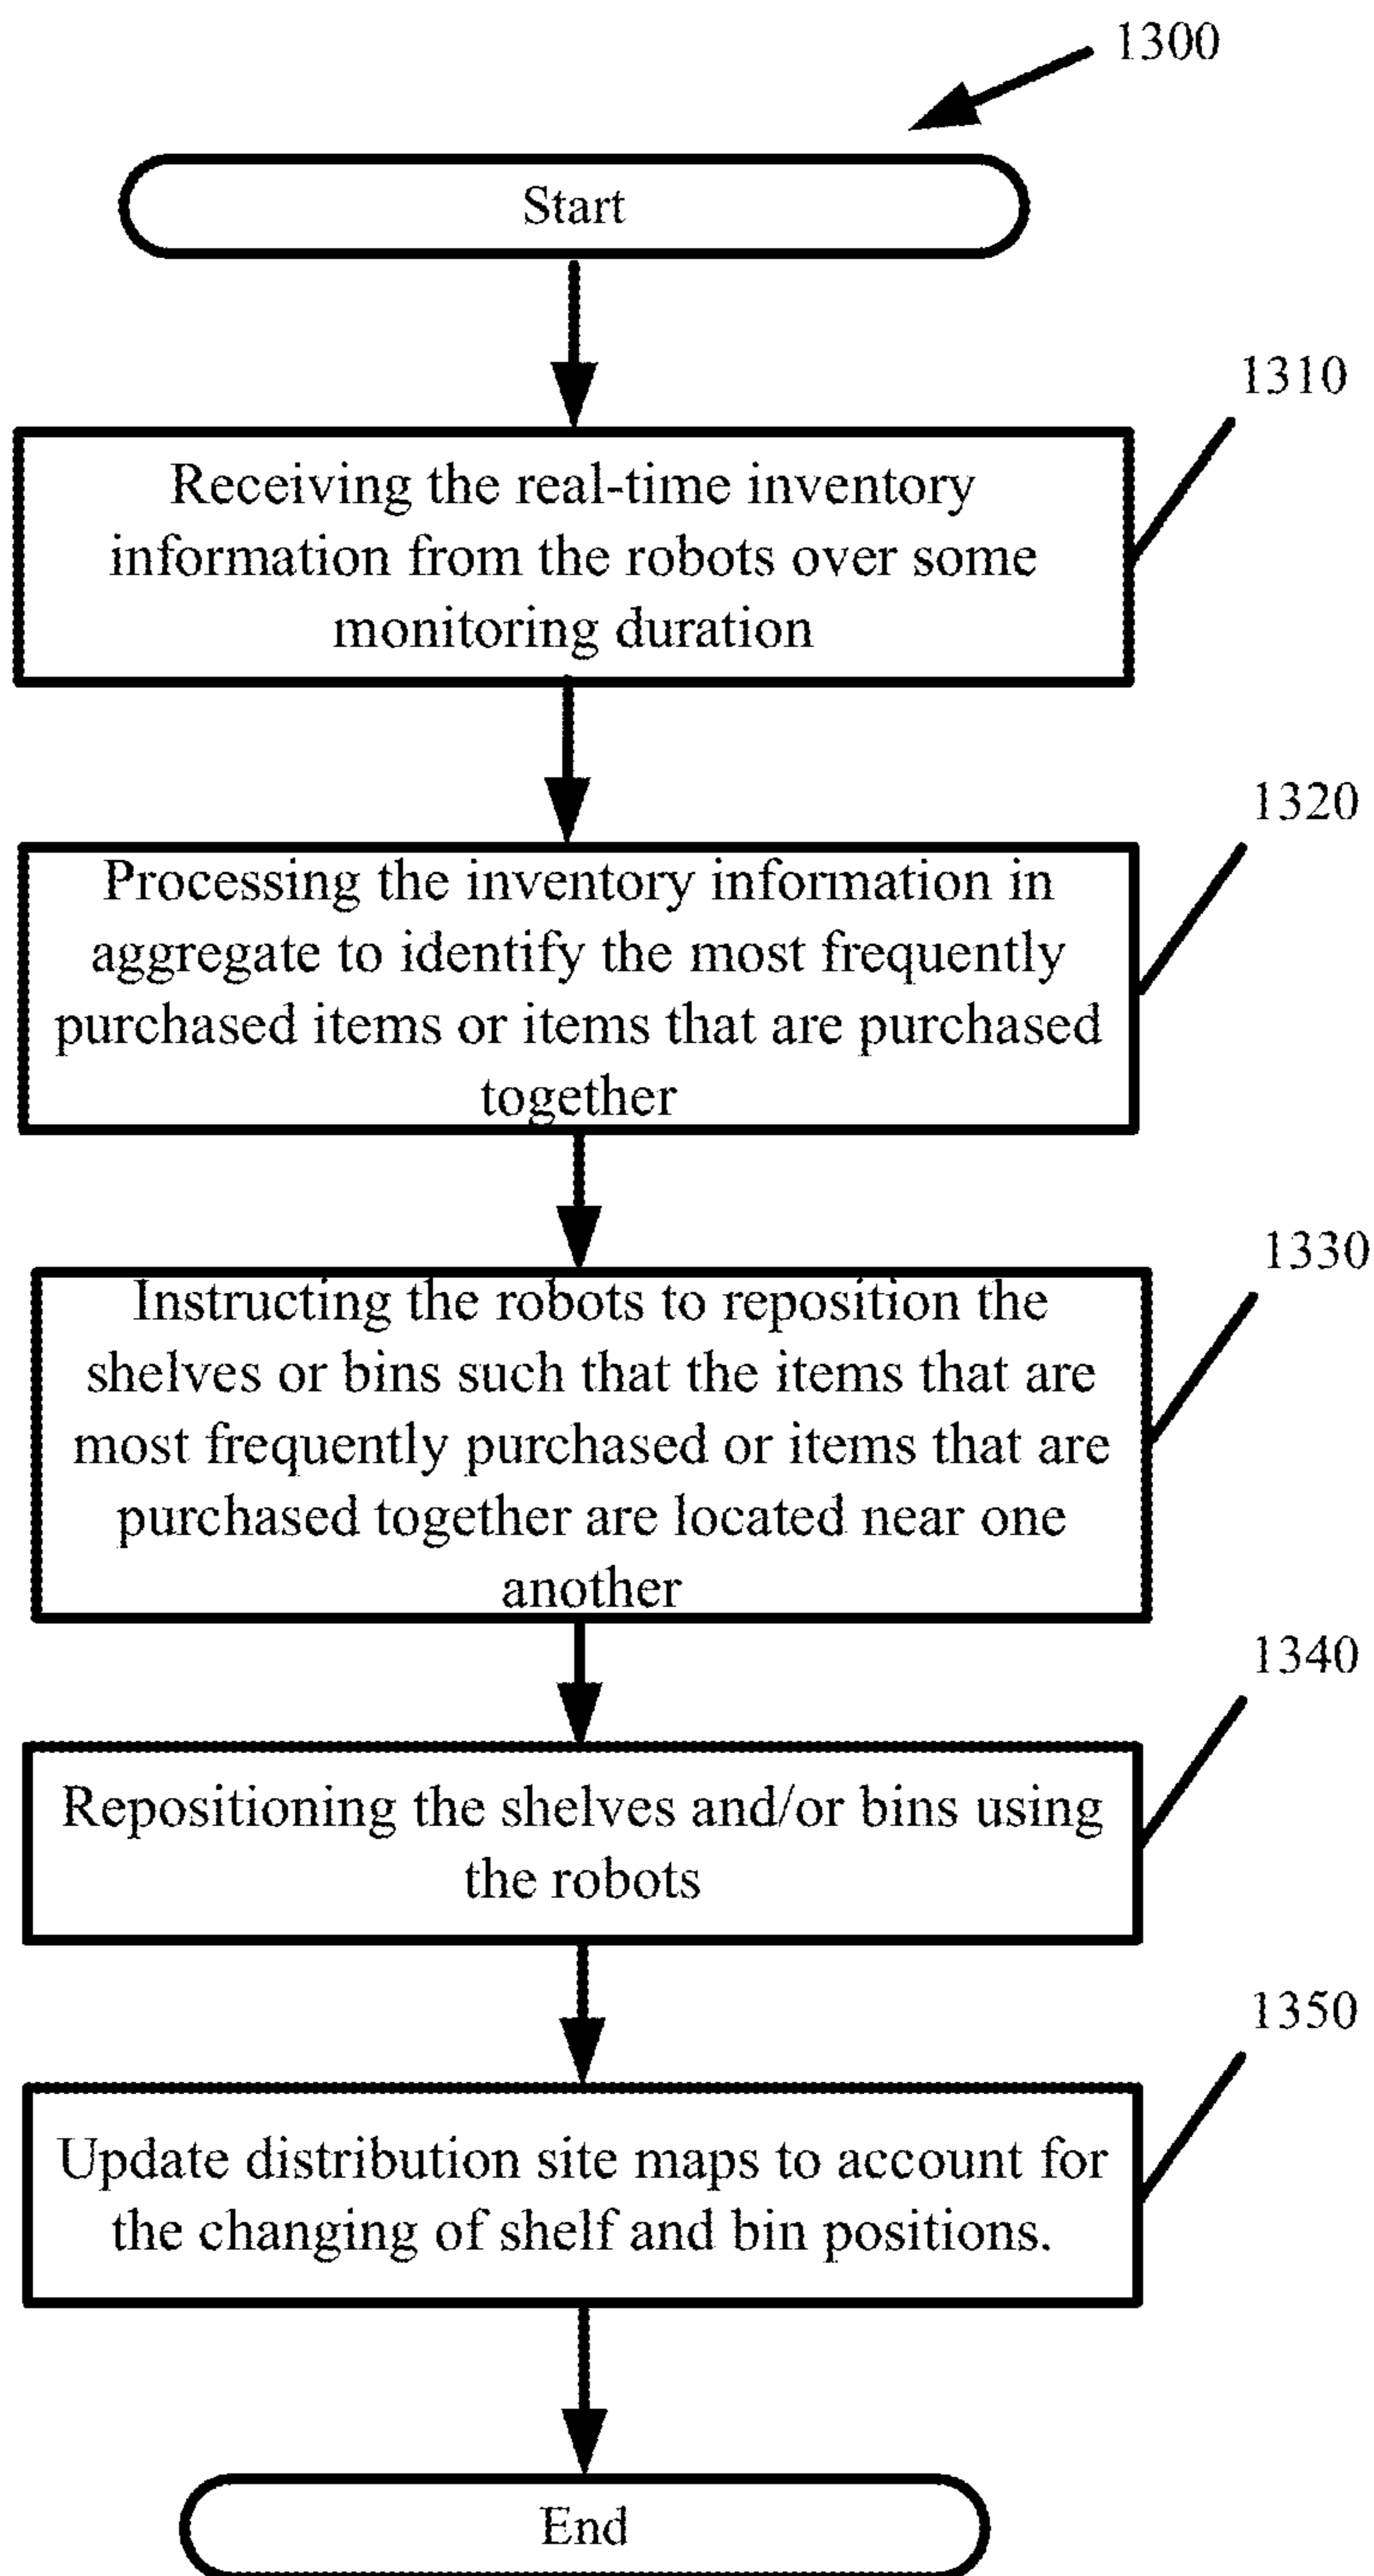 1300
Start
1310
Receiving the real-time inventory
information from the robots over some
monitoring duration
1320
Processing the inventory information in
aggregate to identify the most frequently
purchased items or items that are purchased
together
1330
Instructing the robots to reposition the
shelves or bins such that the items that are
most frequently purchased or items that are
purchased together are located near one
another
1340
Repositioning the shelves and/or bins using
the robots
1350
Update distribution site maps to account for
the changing of shelf and bin positions.
End